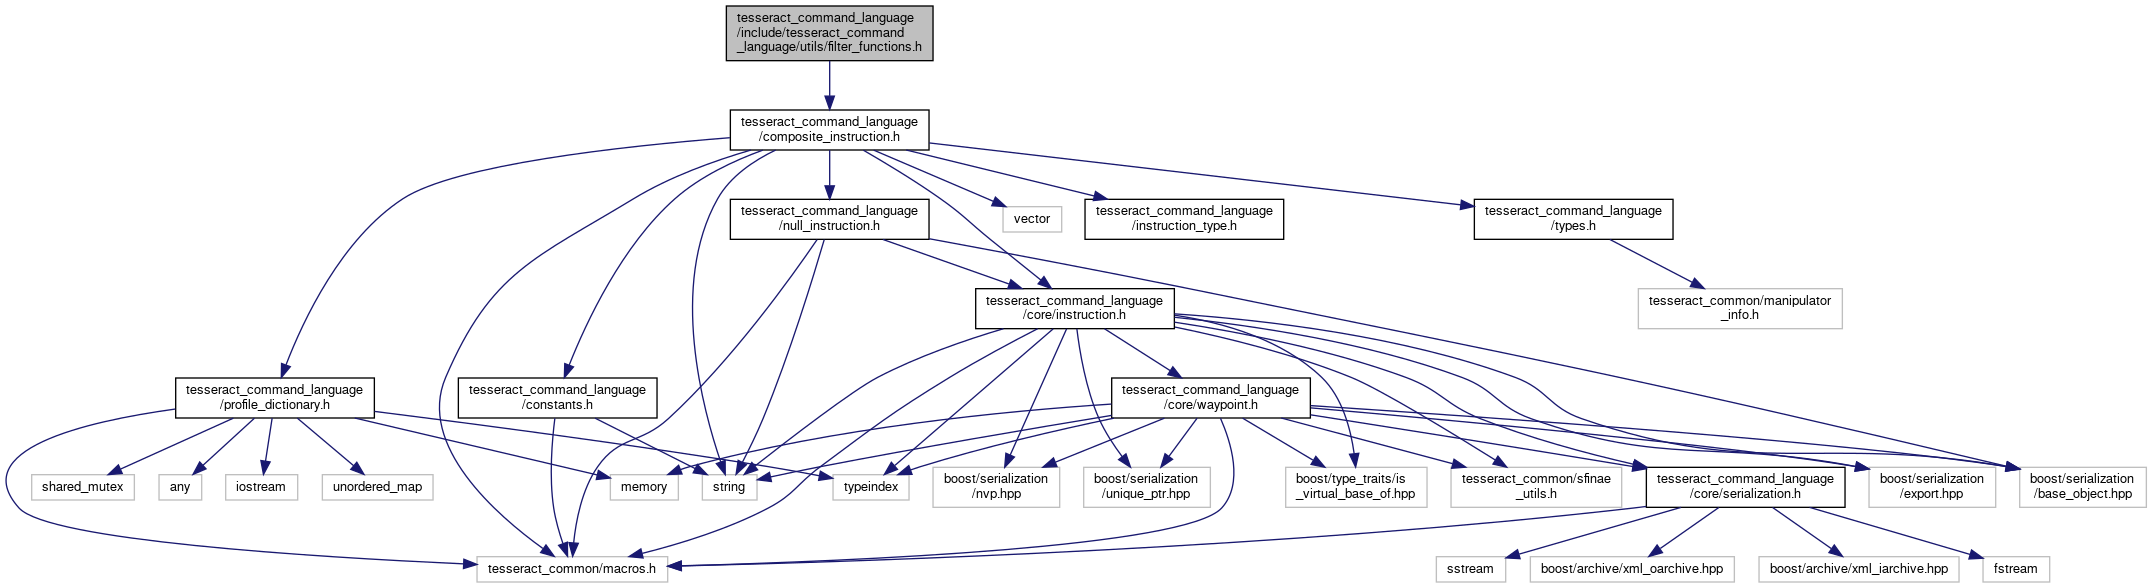 tesseract_command_language
/include/tesseract_command
_language/utils/filter_functions.h
tesseract_command_language
/composite_instruction.h
tesseract_command_language
/null_instruction.h
vector
tesseract_command_language
/instruction_type.h
tesseract_command_language
/types.h
tesseract_command_language
/core/instruction.h
tesseract_common/manipulator
_info.h
tesseract_command_language
/profile_dictionary.h
tesseract_command_language
/constants.h
tesseract_command_language
/core/waypoint.h
shared_mutex
any
iostream
unordered_map
memory
string
typeindex
boost/serialization
/nvp.hpp
boost/serialization
/unique_ptr.hpp
boost/type_traits/is
_virtual_base_of.hpp
tesseract_common/sfinae
_utils.h
tesseract_command_language
/core/serialization.h
boost/serialization
/export.hpp
boost/serialization
/base_object.hpp
tesseract_common/macros.h
sstream
boost/archive/xml_oarchive.hpp
boost/archive/xml_iarchive.hpp
fstream